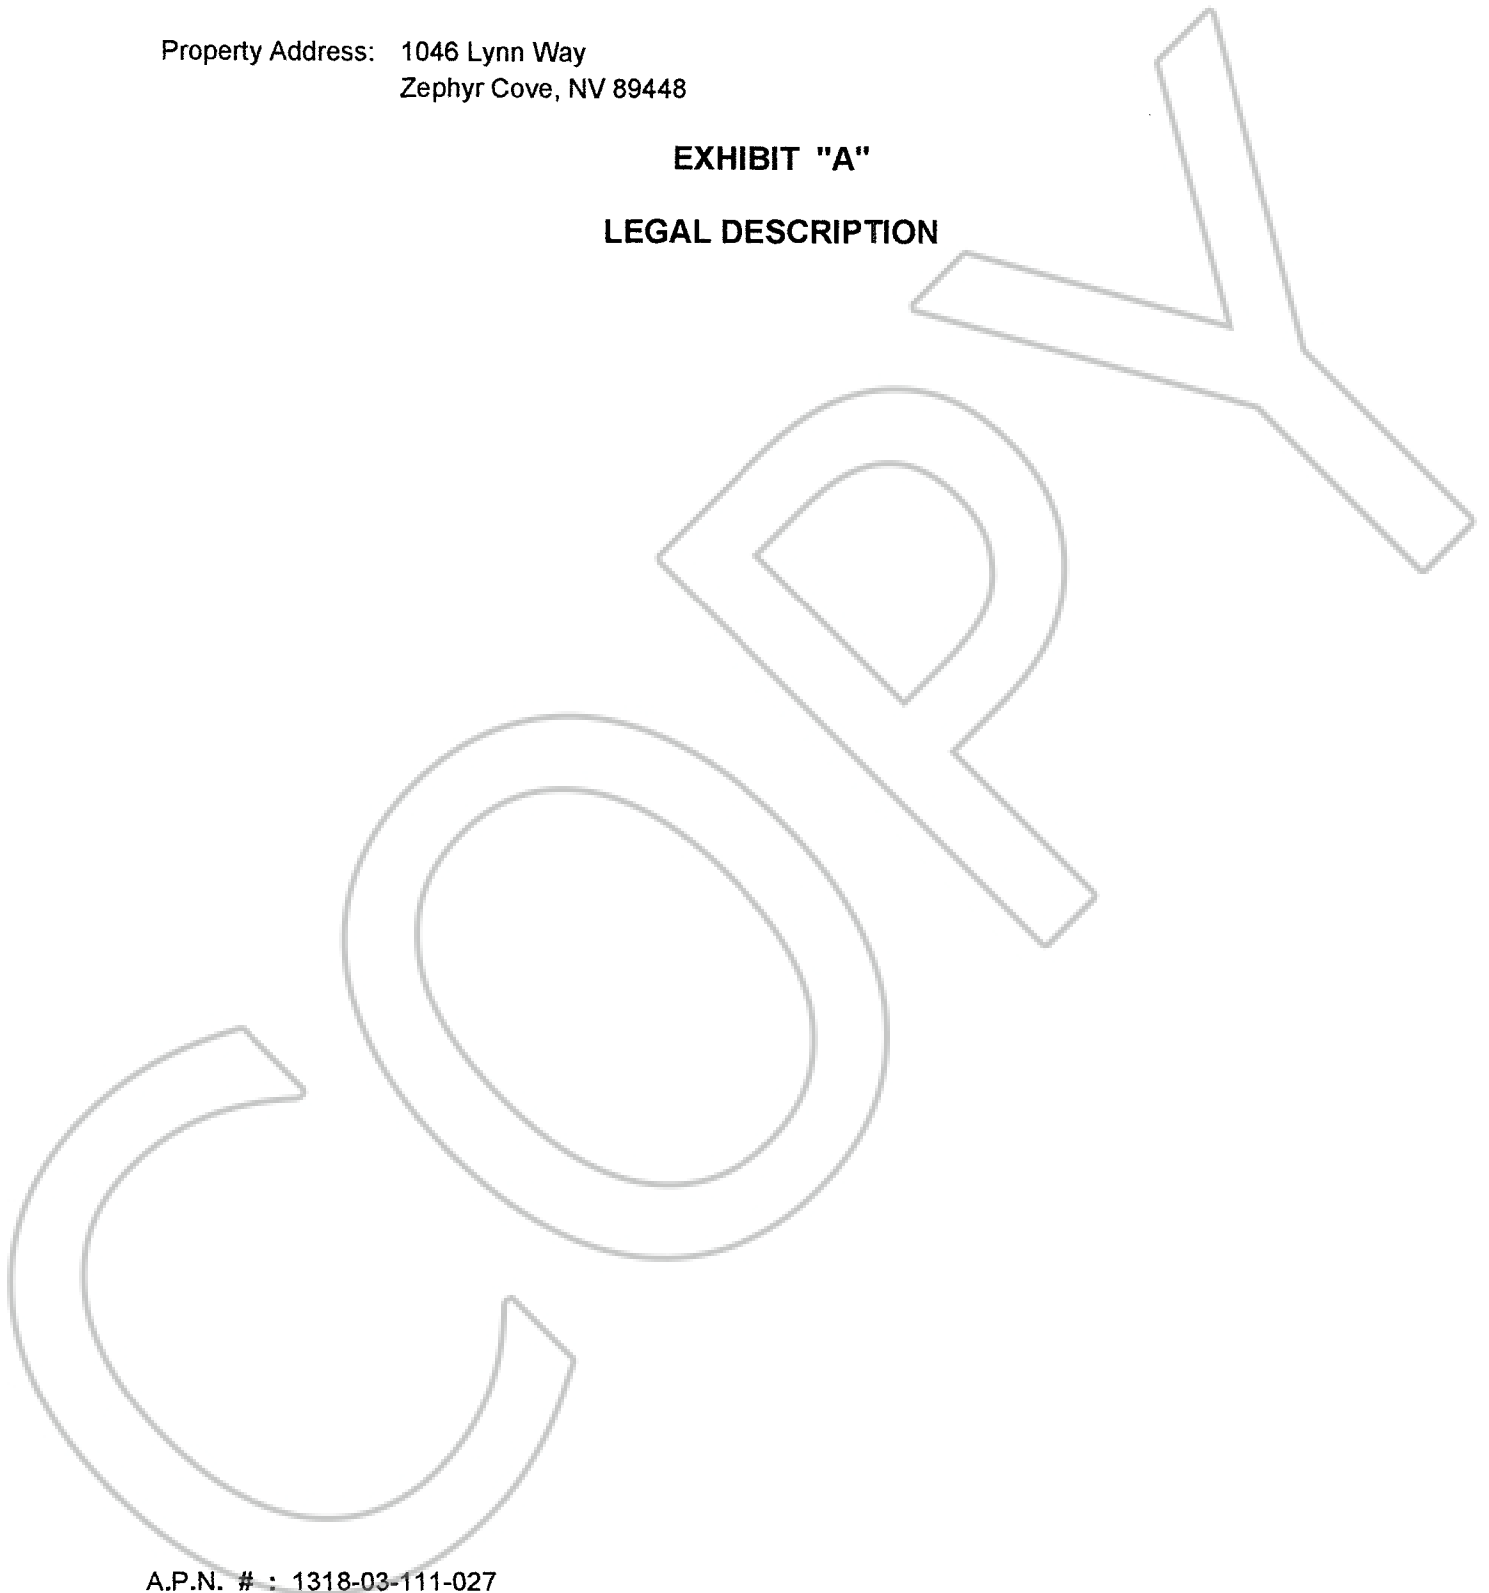 Property Address: 1046 Lynn Way
Zephyr Cove, NV 89448
EXHIBIT "A"
LEGAL DESCRIPTION
COPY
A.P.N. # : 1318-03-111-027